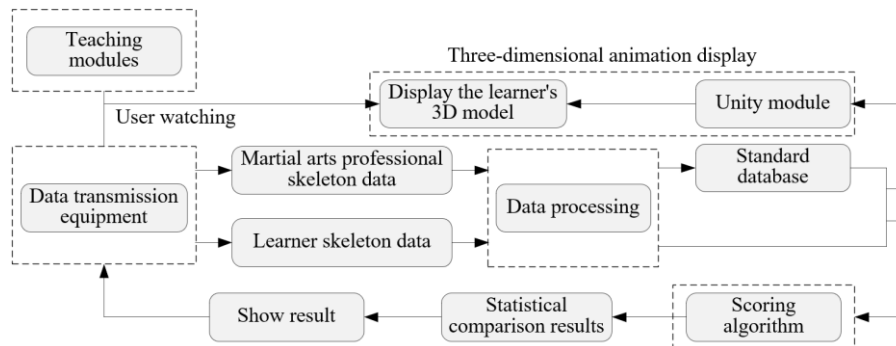 Teaching
modules
Three-dimensional animation display
Display the learner's
3D model
Unity module
User watching
Martial arts professional
skeleton data
Standard
database
Data transmission
equipment
Data processing
Learner skeleton data
Show result
Statistical
comparison results
Scoring
algorithm